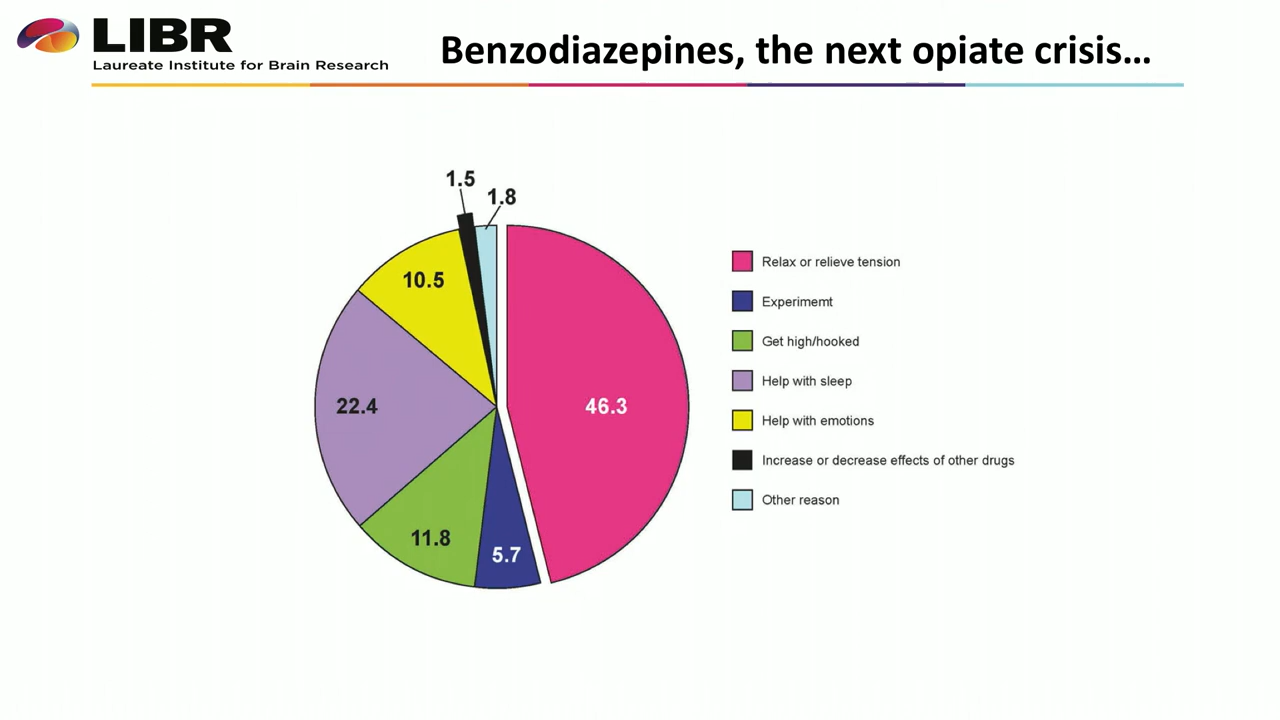 LIBR
Laureate Institute for Brain Research
Benzodiazepines, the next opiate crisis…
1.5
1.8
10.5
22.4
46.3
11.8
5.7
Relax or relieve tension
Experimemt
Get high/hooked
Help with sleep
Help with emotions
Increase or decrease effects of other drugs
Other reason